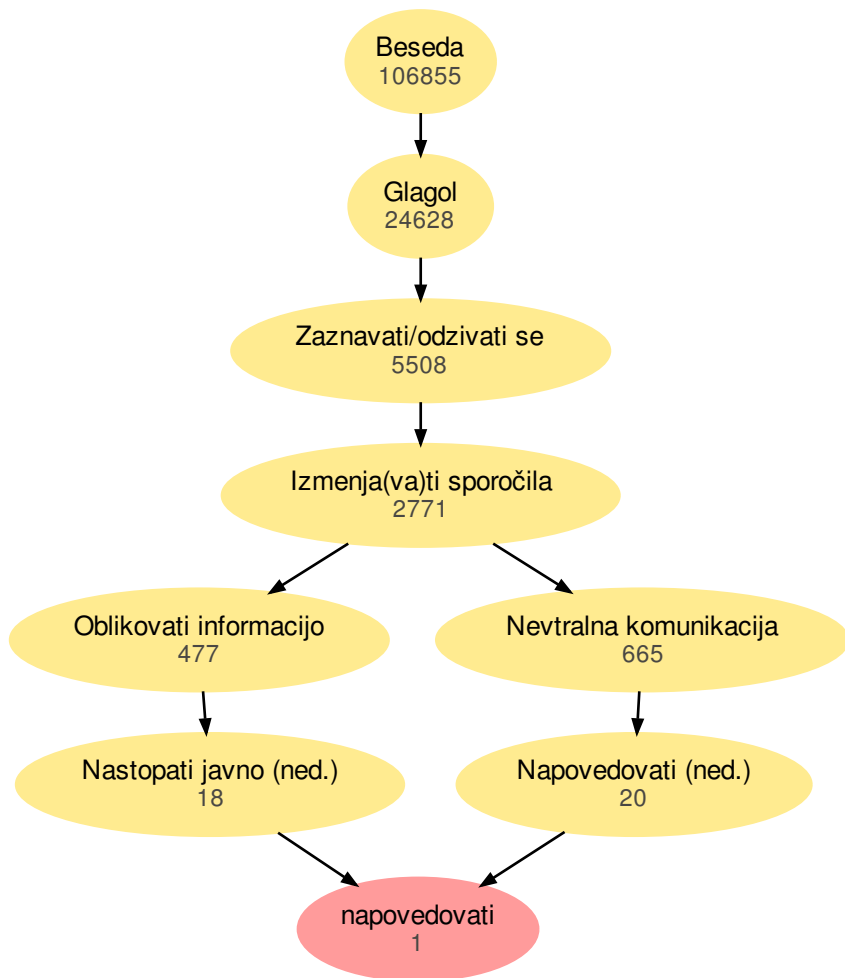 Beseda
106855
Glagol
24628
Zaznavati/odzivati se
5508
Izmenja(va)ti sporočila
2771
Oblikovati informacijo
477
Nevtralna komunikacija
665
Nastopati javno (ned.)
18
Napovedovati (ned.)
20
napovedovati
1